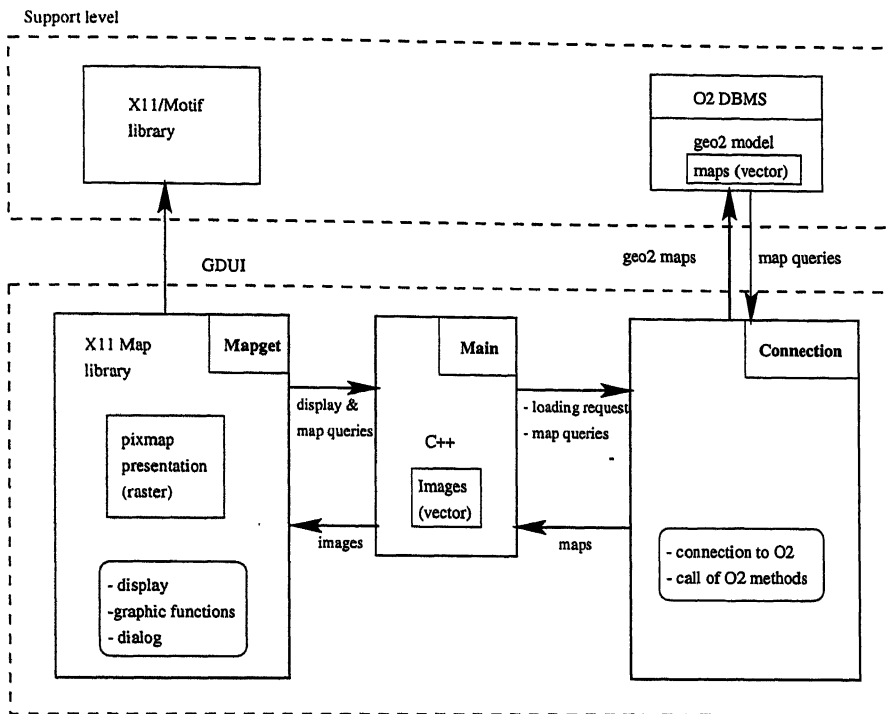 Support level
X11/Motif
library
O2 DBMS
geo2 model
maps (vector)
GDUI
geo2 maps
map queries
X11 Map
library
Mapget
pixmap
presentation
(raster)
- display
-graphic functions
- dialog
display &
map queries
images
Main
C++
Images
(vector)
- loading request
- map queries
maps
Connection
- connection to O2
- call of O2 methods